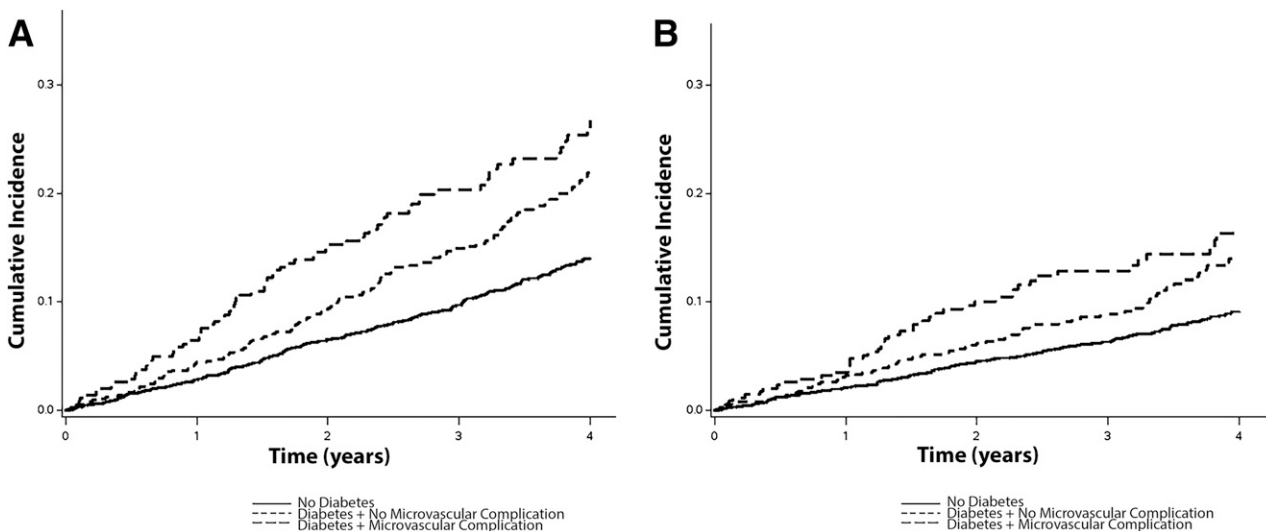 A
0.3
0.2
0.1
0.0
Cumulative Incidence
0 1 2 3 4
Time (years)
No Diabetes
Diabetes + No Microvascular Complication
Diabetes + Microvascular Complication
B
0.3
0.2
0.1
0.0
Cumulative Incidence
0 1 2 3 4
Time (years)
No Diabetes
Diabetes + No Microvascular Complication
Diabetes + Microvascular Complication